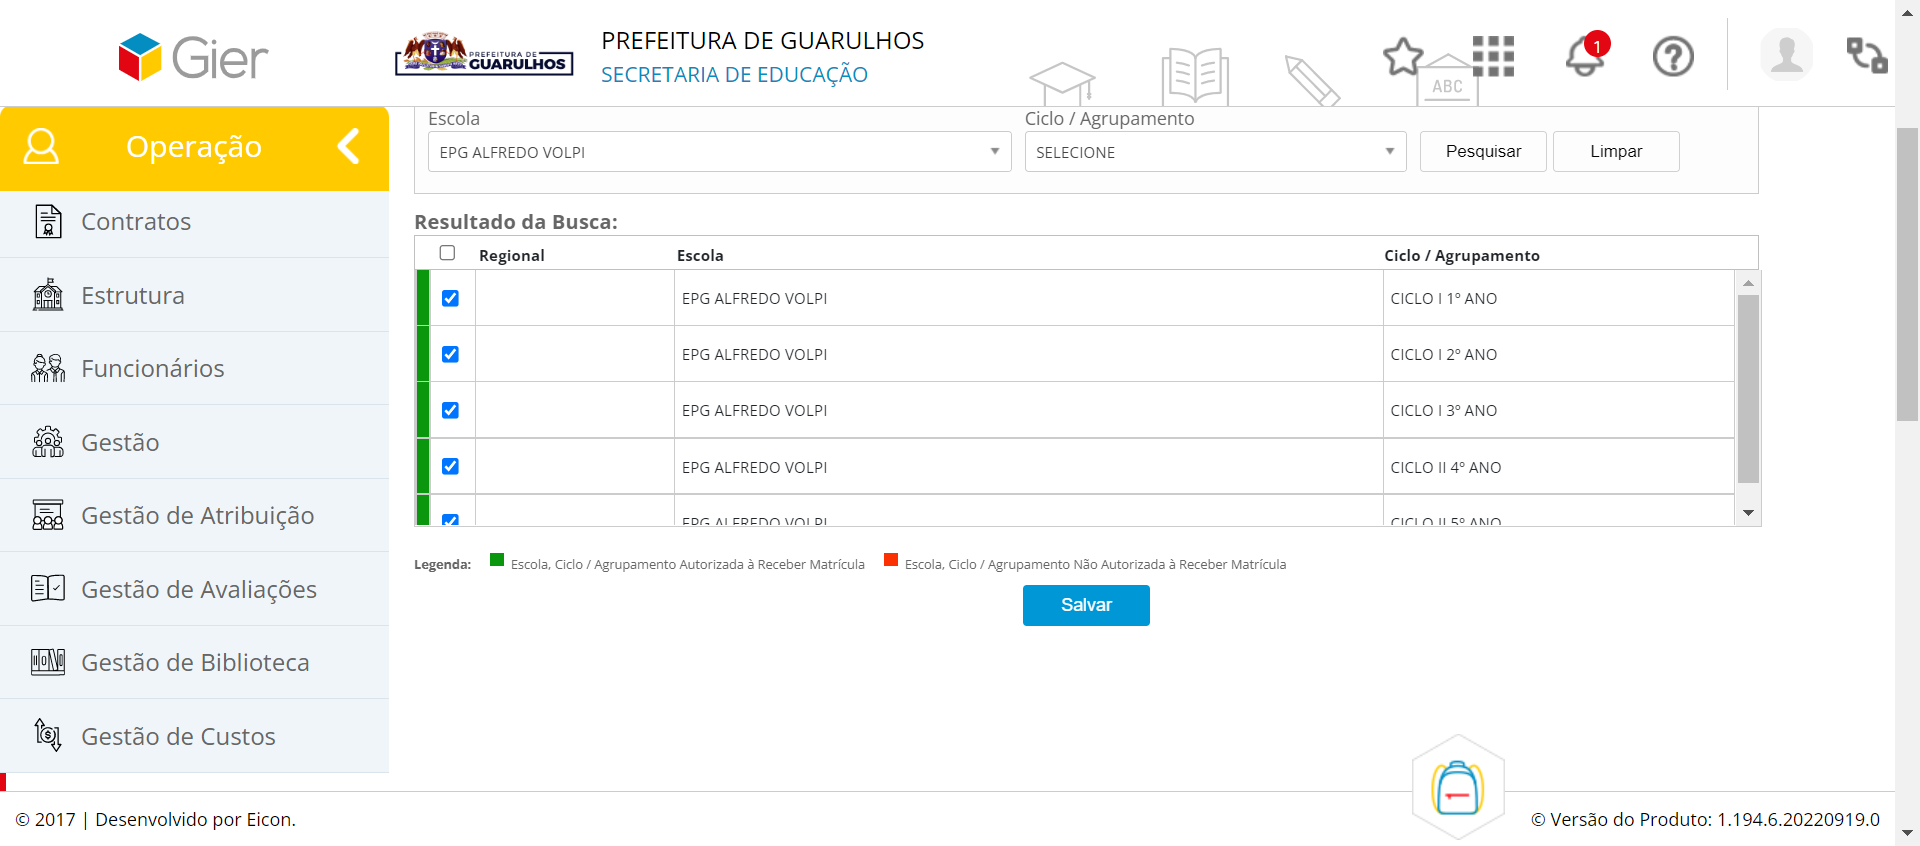 Gier
PREFEITURA DE
GUARULHOS
PREFEITURA DE GUARULHOS
SECRETARIA DE EDUCAÇÃO
ABC
1
Operação
Contratos
Estrutura
Funcionários
Gestão
Gestão de Atribuição
Gestão de Avaliações
Gestão de Biblioteca
Gestão de Custos
Escola
Ciclo / Agrupamento
EPG ALFREDO VOLPI
SELECIONE
Pesquisar
Limpar
Resultado da Busca:
Regional Escola Ciclo / Agrupamento
EPG ALFREDO VOLPI CICLO I 1º ANO
EPG ALFREDO VOLPI CICLO I 2º ANO
EPG ALFREDO VOLPI CICLO I 3º ANO
EPG ALFREDO VOLPI CICLO II 4º ANO
EPG ALFREDO VOLPI CICLO II 5º ANO
Legenda: Escola, Ciclo / Agrupamento Autorizada à Receber Matrícula Escola, Ciclo / Agrupamento Não Autorizada à Receber Matrícula
Salvar
© 2017 | Desenvolvido por Eicon.
© Versão do Produto: 1.194.6.20220919.0